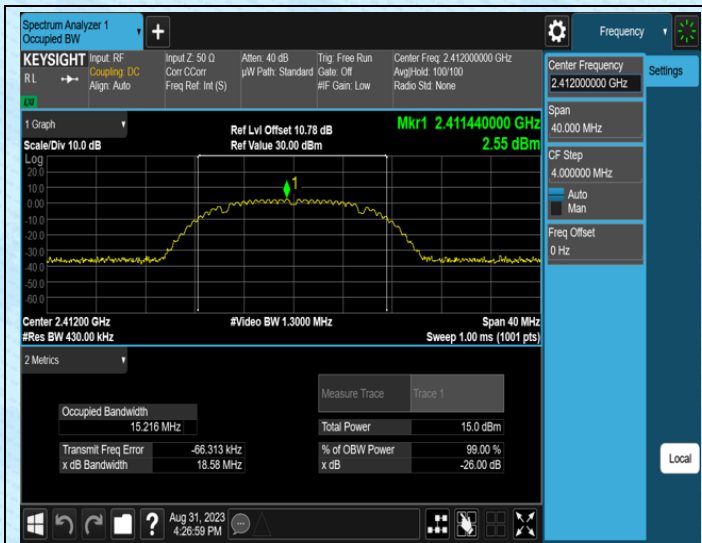 Spectrum Analyzer 1
Occupied BW
+
Frequency
KEYSIGHT
R L
LXI
Input: RF
Coupling: DC
Align: Auto
Input Z: 50 Ω
Corr CCorr
Freq Ref: Int (S)
Atten: 40 dB
µW Path: Standard
Trig: Free Run
Gate: Off
#IF Gain: Low
Center Freq: 2.412000000 GHz
Avg|Hold: 100/100
Radio Std: None
Center Frequency
2.412000000 GHz
Settings
Span
40.000 MHz
CF Step
4.000000 MHz
Auto
Man
Freq Offset
0 Hz
Local
1 Graph
Scale/Div 10.0 dB
Ref Lvl Offset 10.78 dB
Ref Value 30.00 dBm
Mkr1 2.411440000 GHz
2.55 dBm
Log
20.0
10.0
0.00
-10.0
-20.0
-30.0
-40.0
-50.0
-60.0
1
Center 2.41200 GHz
#Res BW 430.00 kHz
#Video BW 1.3000 MHz
Span 40 MHz
Sweep 1.00 ms (1001 pts)
2 Metrics
Measure Trace Trace 1
Occupied Bandwidth
15.216 MHz
Total Power 15.0 dBm
Transmit Freq Error -66.313 kHz
% of OBW Power 99.00 %
x dB Bandwidth 18.58 MHz
x dB -26.00 dB
?
Aug 31, 2023
4:26:59 PM